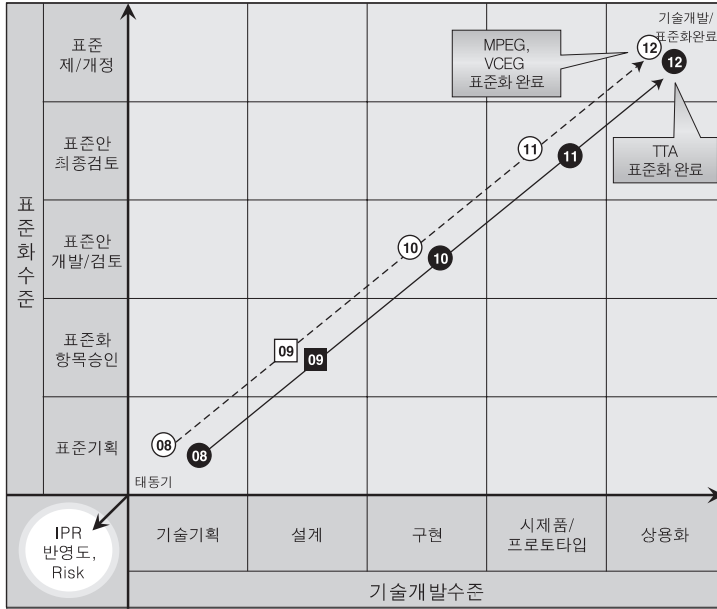 표준화수준
표준
제/개정
표준안
최종검토
표준안
개발/검토
표준화
항목승인
표준기획
기술개발/
표준화완료
MPEG,
VCEG
표준화 완료
12
12
TTA
표준화 완료
11
11
10
10
09
09
08
08
태동기
IPR
반영도,
Risk
기술기획
설계
구현
시제품/
프로토타입
상용화
기술개발수준